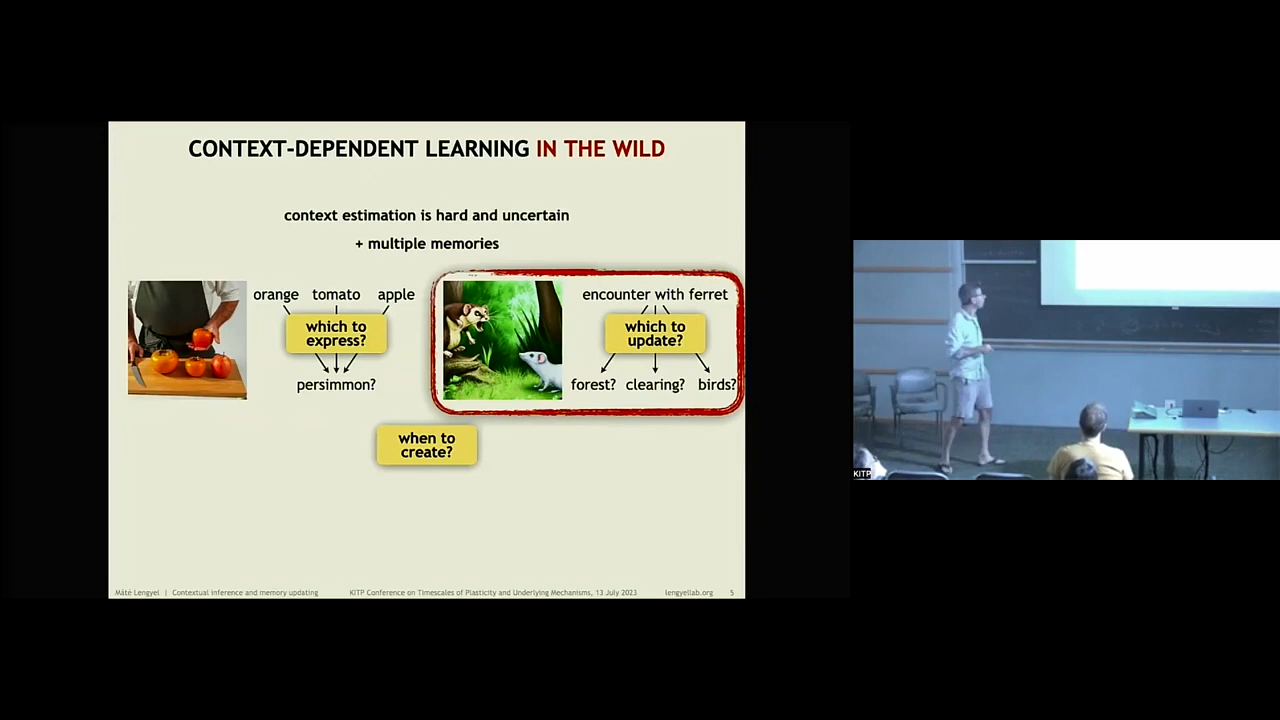 CONTEXT-DEPENDENT LEARNING IN THE WILD
context estimation is hard and uncertain
+ multiple memories
orange tomato apple
which to
express?
persimmon?
encounter with ferret
which to
update?
forest? clearing? birds?
when to
create?
Máté Lengyel | Contextual inference and memory updating
KITP Conference on Timescales of Plasticity and Underlying Mechanisms, 13 July 2023
lengyellab.org
5
KITP